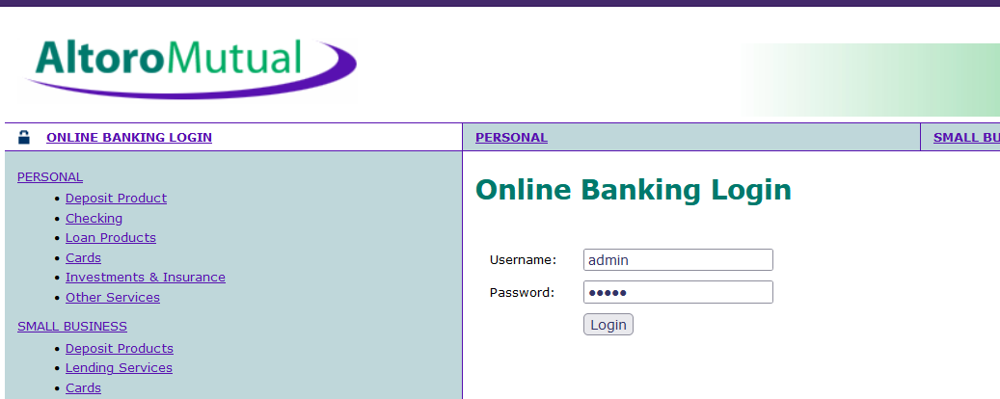 AltoroMutual
ONLINE BANKING LOGIN
PERSONAL
SMALL BU
PERSONAL
Deposit Product
Checking
Loan Products
Cards
Investments & Insurance
Other Services
SMALL BUSINESS
Deposit Products
Lending Services
Cards
Online Banking Login
Username: admin
Password: •••••
Login